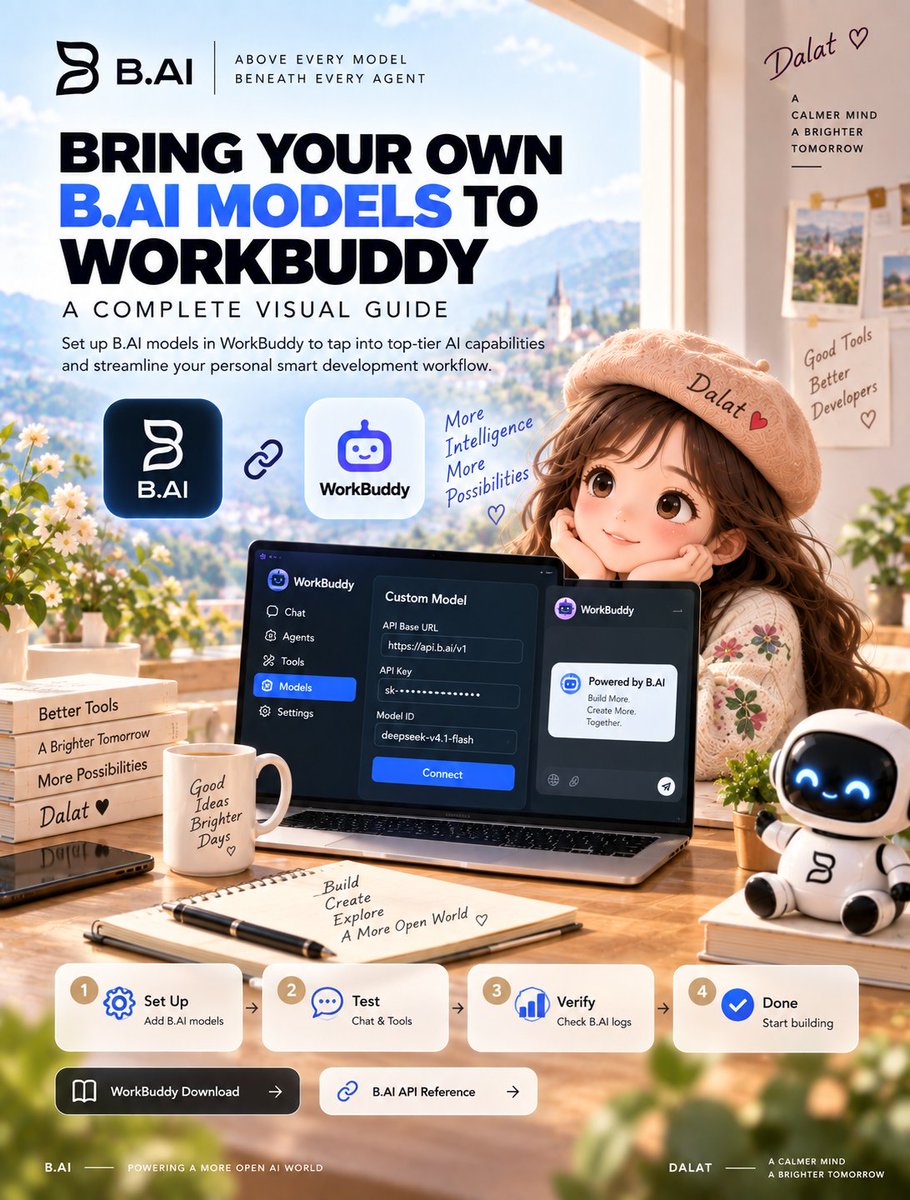 B.AI
ABOVE EVERY MODEL
BENEATH EVERY AGENT
Dalat ♡
A
CALMER MIND
A BRIGHTER
TOMORROW
BRING YOUR OWN
B.AI MODELS TO
WORKBUDDY
A COMPLETE VISUAL GUIDE
Set up B.AI models in WorkBuddy to tap into top-tier AI capabilities
and streamline your personal smart development workflow.
B.AI
WorkBuddy
More
Intelligence
More
Possibilities
♡
Good Tools
Better
Developers
♡
Dalat ❤
WorkBuddy
Chat
Agents
Tools
Models
Settings
Custom Model
API Base URL
https://api.b.ai/v1
API Key
sk-••••••••••••••
Model ID
deepseek-v4.1-flash
Connect
WorkBuddy
Powered by B.AI
Build More.
Create More.
Together.
Better Tools
A Brighter Tomorrow
More Possibilities
Dalat ♥
Good
Ideas
Brighter
Days
♡
Build
Create
Explore
A More Open World ♡
1
Set Up
Add B.AI models
→
2
Test
Chat & Tools
→
3
Verify
Check B.AI logs
→
4
Done
Start building
WorkBuddy Download →
B.AI API Reference →
B.AI — POWERING A MORE OPEN AI WORLD
DALAT — A CALMER MIND
A BRIGHTER TOMORROW